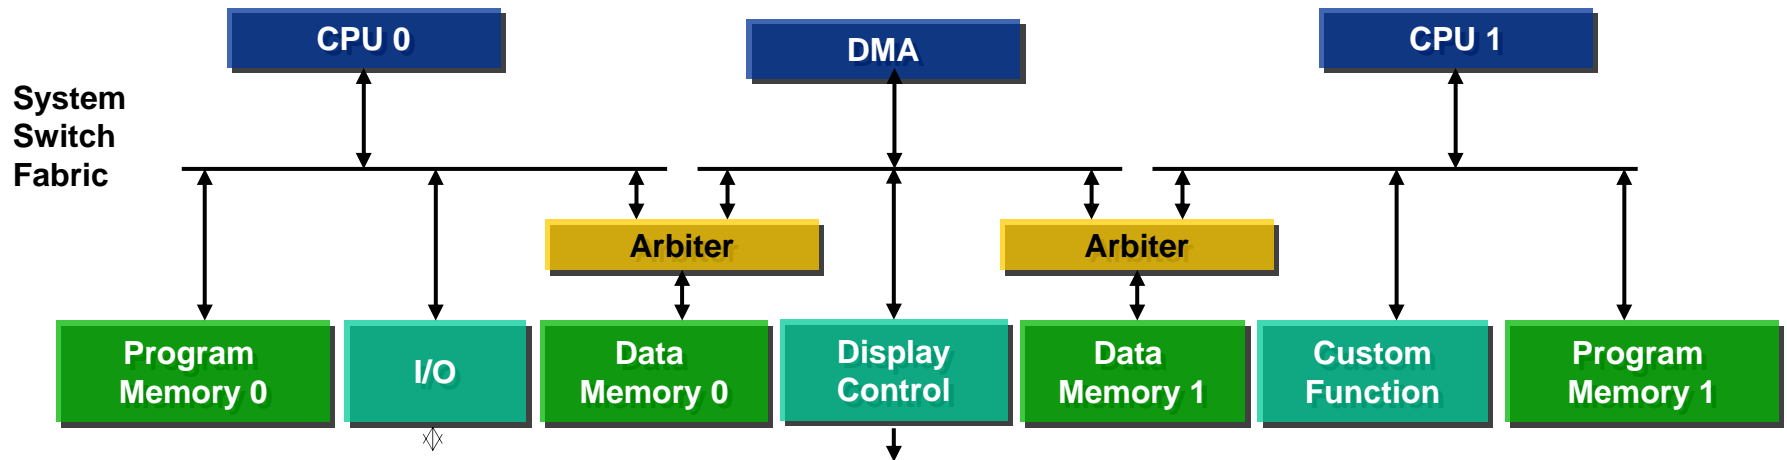 CPU 0
DMA
CPU 1
System
Switch
Fabric
Arbiter
Arbiter
Program
Memory 0
I/O
Data
Memory 0
Display
Control
Data
Memory 1
Custom
Function
Program
Memory 1